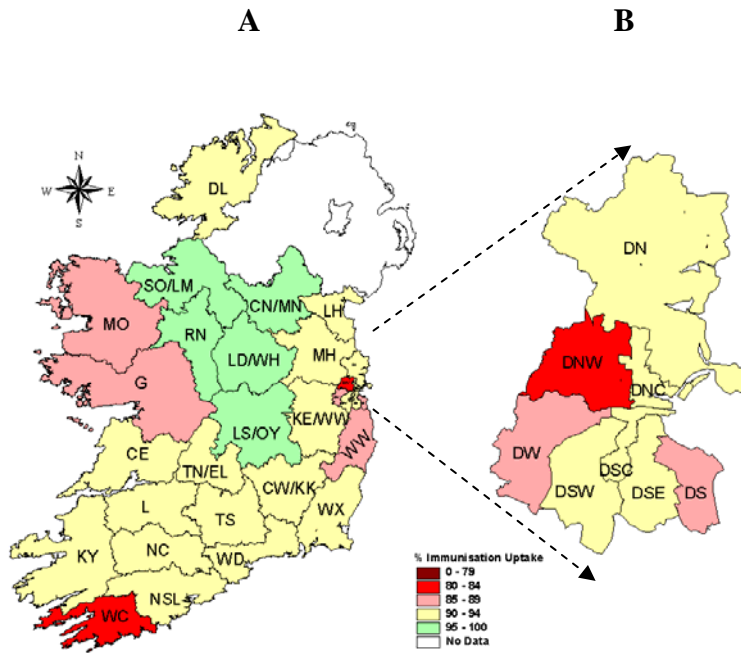 A
B
N
W E
S
DL
SO/LM
CN/MN
LH
MO
RN
LD/WH
MH
G
LS/OY
KE/WW
WW
CE
TN/EL
CW/KK
L
TS
WX
KY
NC
WD
NSL
WC
DN
DNW
DNC
DW
DSC
DSW
DSE
DS
% Immunisation Uptake
0 - 79
80 - 84
85 - 89
90 - 94
95 - 100
No Data